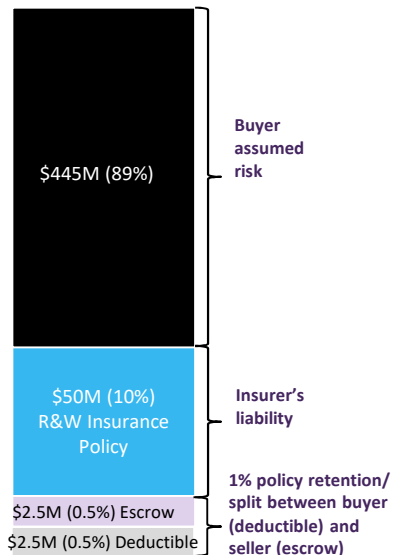 Buyer
assumed
risk
$445M (89%)
$50M (10%)
R&W Insurance
Policy
Insurer's
liability
1% policy retention/
split between buyer
(deductible) and
seller (escrow)
$2.5M (0.5%) Escrow
$2.5M (0.5%) Deductible